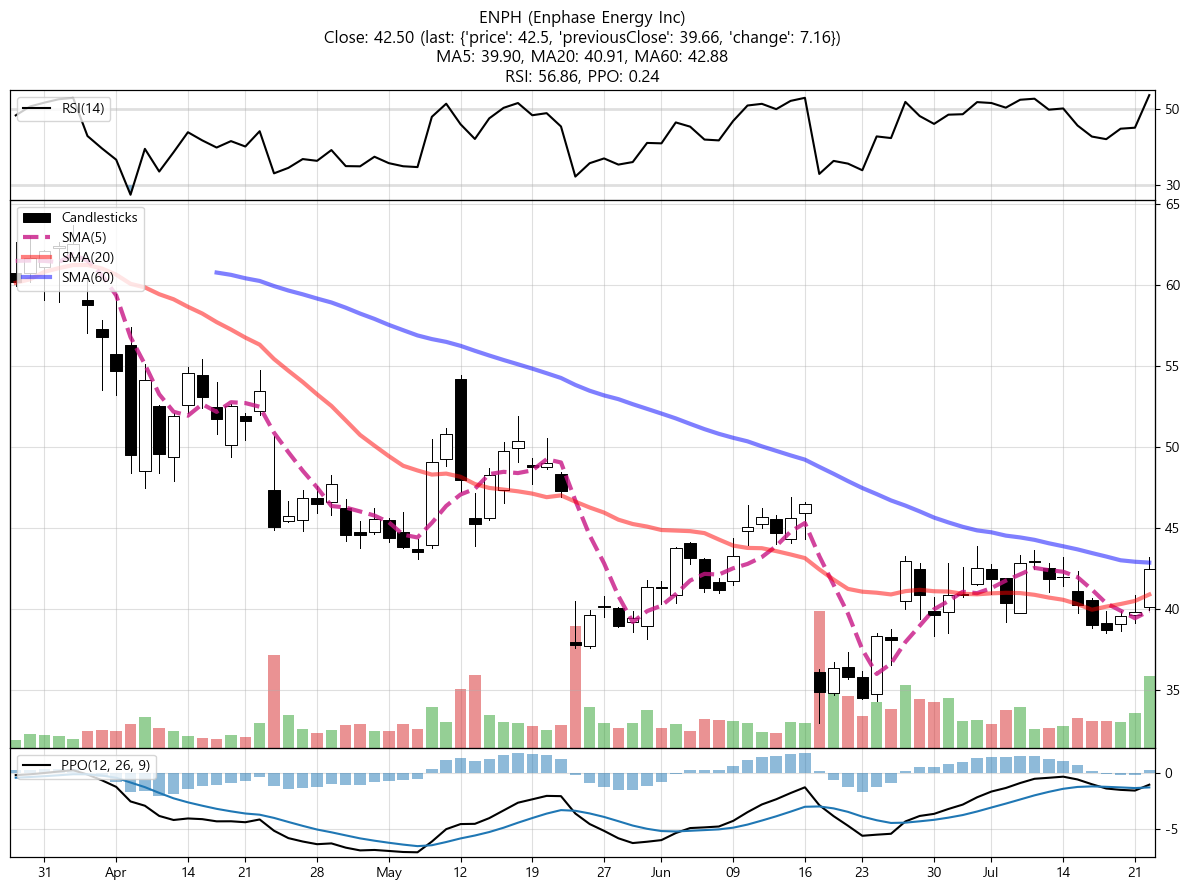 ENPH (Enphase Energy Inc)
Close: 42.50 (last: {'price': 42.5, 'previousClose': 39.66, 'change': 7.16})
MA5: 39.90, MA20: 40.91, MA60: 42.88
RSI: 56.86, PPO: 0.24
RSI(14)
50
30
Candlesticks
SMA(5)
SMA(20)
SMA(60)
65
60
55
50
45
40
35
PPO(12, 26, 9)
0
-5
31 Apr 14 21 28 May 12 19 27 Jun 09 16 23 30 Jul 14 21